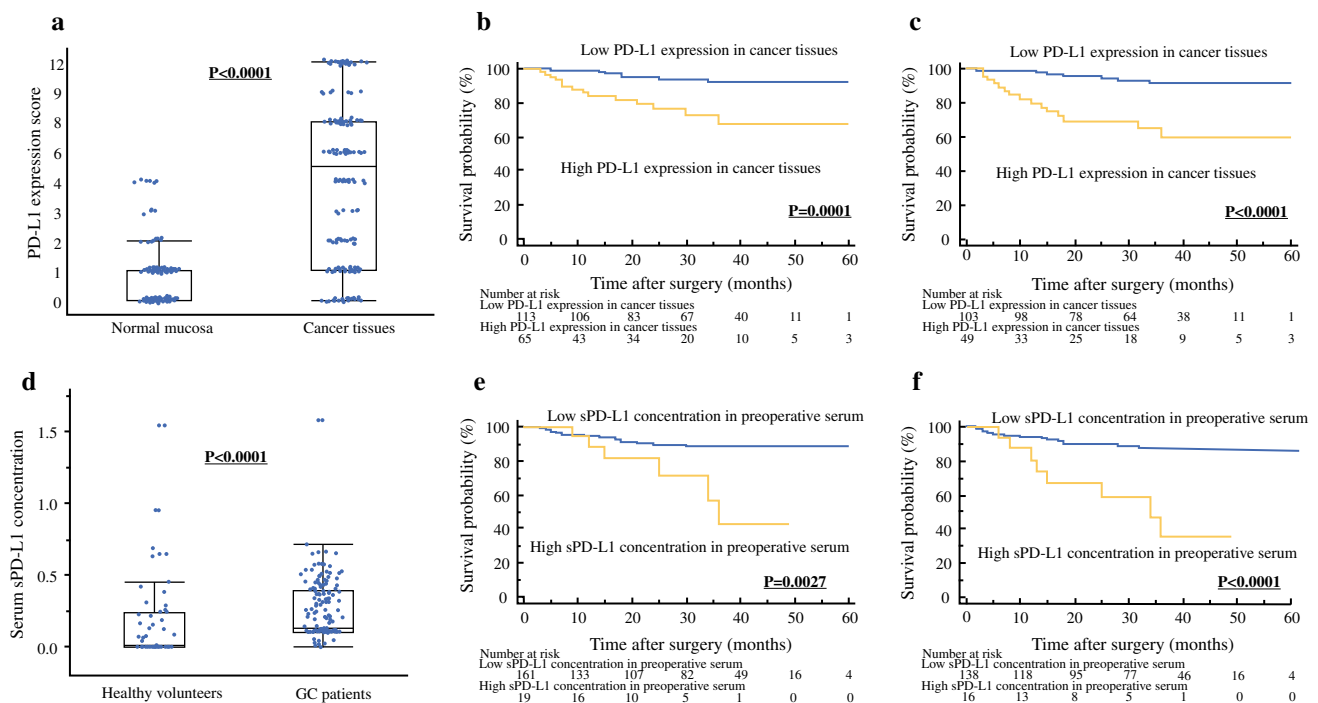 a
PD-L1 expression score
12
9
8
6
4
3
2
1
0
P<0.0001
Normal mucosa
Cancer tissues
b
Survival probability (%)
100
80
60
40
20
0
Low PD-L1 expression in cancer tissues
High PD-L1 expression in cancer tissues
P=0.0001
0 10 20 30 40 50 60
Time after surgery (months)
Number at risk
Low PD-L1 expression in cancer tissues
113 106 83 67 40 11 1
High PD-L1 expression in cancer tissues
65 43 34 20 10 5 3
c
Survival probability (%)
100
80
60
40
20
0
Low PD-L1 expression in cancer tissues
High PD-L1 expression in cancer tissues
P<0.0001
0 10 20 30 40 50 60
Time after surgery (months)
Number at risk
Low PD-L1 expression in cancer tissues
103 98 78 64 38 11 1
High PD-L1 expression in cancer tissues
49 33 25 18 9 5 3
d
Serum sPD-L1 concentration
1.5
1.0
0.5
0.0
P<0.0001
Healthy volunteers
GC patients
e
Survival probability (%)
100
80
60
40
20
0
Low sPD-L1 concentration in preoperative serum
High sPD-L1 concentration in preoperative serum
P=0.0027
0 10 20 30 40 50 60
Time after surgery (months)
Number at risk
Low sPD-L1 concentration in preoperative serum
161 133 107 82 49 16 4
High sPD-L1 concentration in preoperative serum
19 16 10 5 1 0 0
f
Survival probability (%)
100
80
60
40
20
0
Low sPD-L1 concentration in preoperative serum
High sPD-L1 concentration in preoperative serum
P<0.0001
0 10 20 30 40 50 60
Time after surgery (months)
Number at risk
Low sPD-L1 concentration in preoperative serum
138 118 95 77 46 16 4
High sPD-L1 concentration in preoperative serum
16 13 8 5 1 0 0